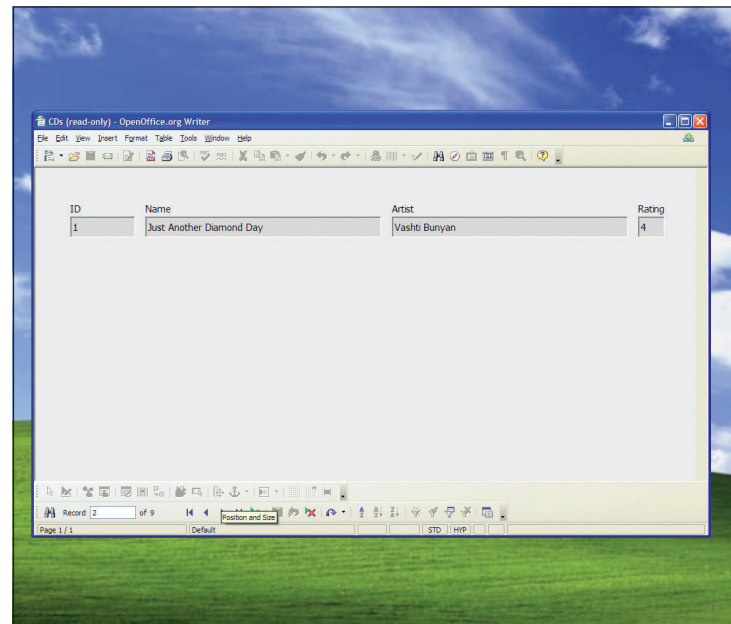 CDs (read-only) - OpenOffice.org Writer
File Edit View Insert Format Table Tools Window Help
ID Name Artist Rating
1 Just Another Diamond Day Vashti Bunyan 4
Record 2 of 9
Position and Size
Page 1 / 1 Default STD HYP